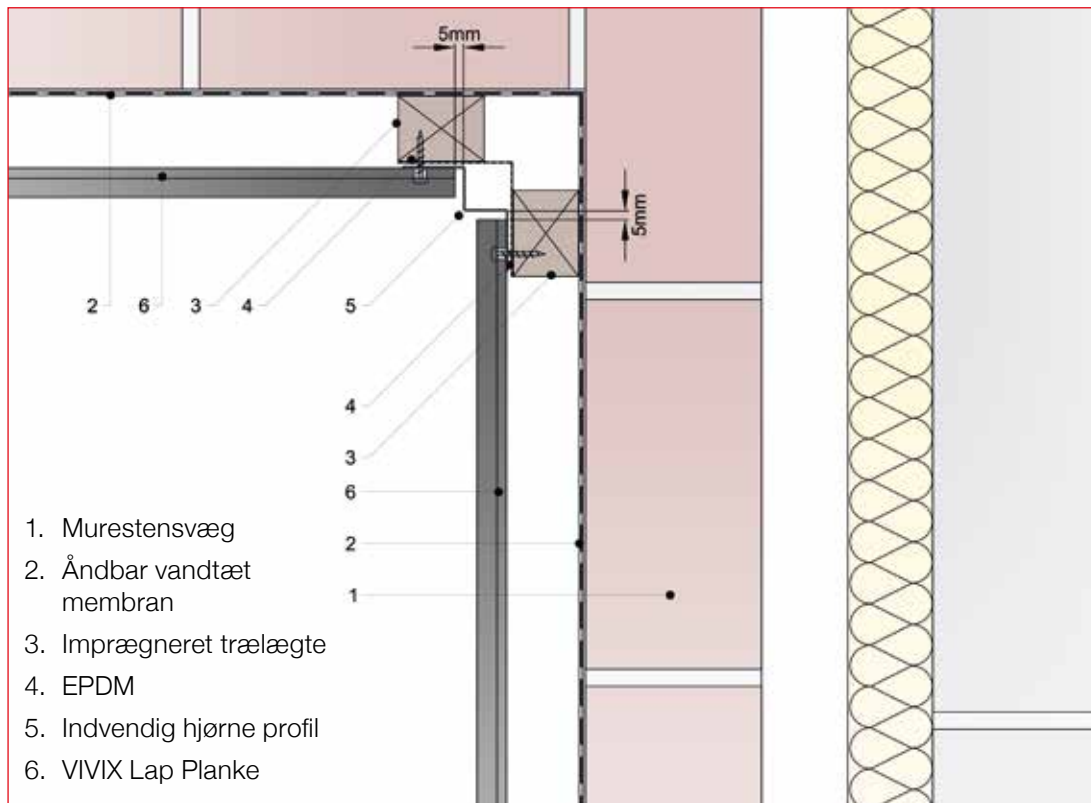 5mm
5mm
2 6 3 4 5
4
3
6
2
1
1. Murestensvæg
2. Åndbar vandtæt
membran
3. Imprægneret trælægte
4. EPDM
5. Indvendig hjørne profil
6. VIVIX Lap Planke